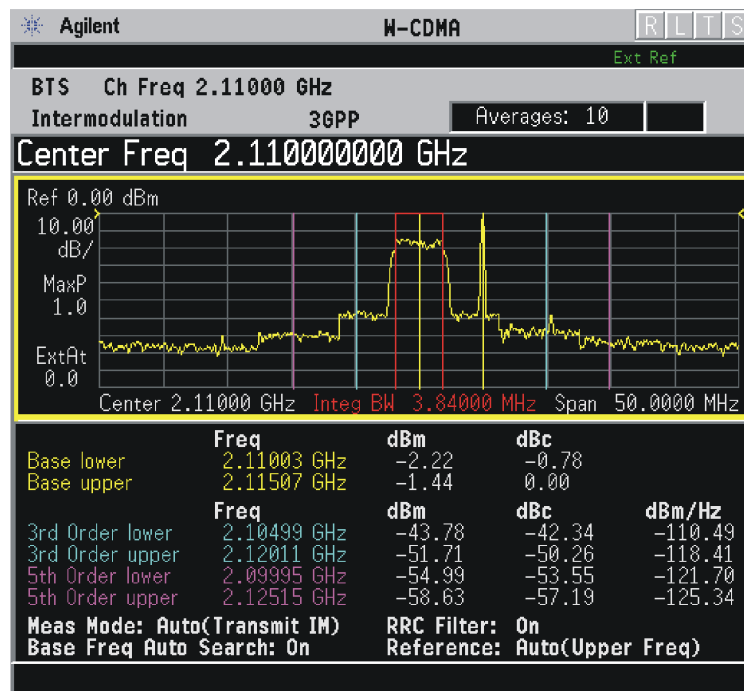 Agilent W-CDMA R L T S
Ext Ref
BTS Ch Freq 2.11000 GHz
Intermodulation 3GPP Averages: 10
Center Freq 2.110000000 GHz
Ref 0.00 dBm
10.00
dB/
MaxP
1.0
ExtAt
0.0
Center 2.11000 GHz Integ BW 3.84000 MHz Span 50.0000 MHz
Freq dBm dBc
Base lower 2.11003 GHz -2.22 -0.78
Base upper 2.11507 GHz -1.44 0.00
Freq dBm dBc dBm/Hz
3rd Order lower 2.10499 GHz -43.78 -42.34 -110.49
3rd Order upper 2.12011 GHz -51.71 -50.26 -118.41
5th Order lower 2.09995 GHz -54.99 -53.55 -121.70
5th Order upper 2.12515 GHz -58.63 -57.19 -125.34
Meas Mode: Auto(Transmit IM) RRC Filter: On
Base Freq Auto Search: On Reference: Auto(Upper Freq)